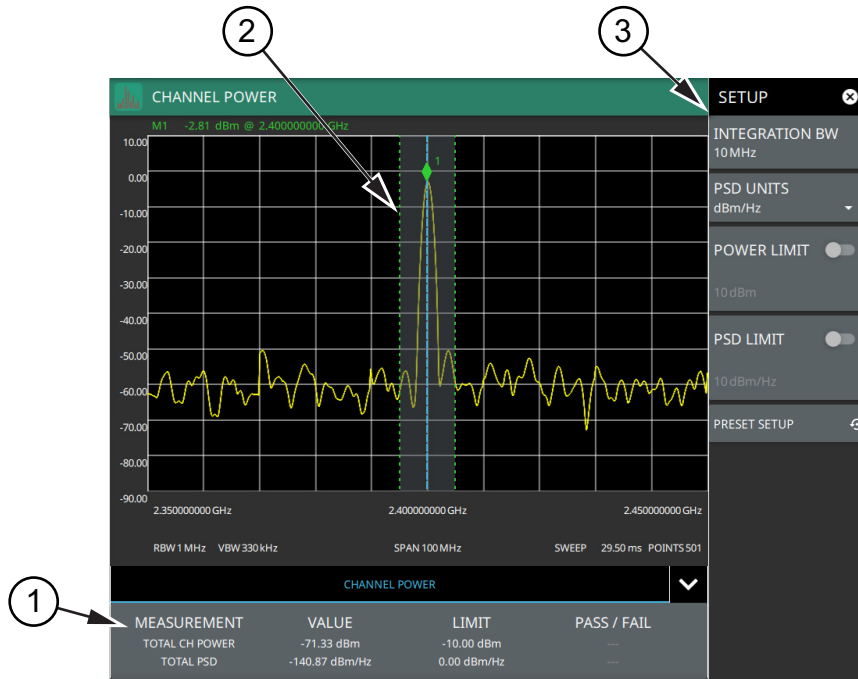 2
3
CHANNEL POWER
M1 -2.81 dBm @ 2.400000000 GHz
1
10.00
0.00
-10.00
-20.00
-30.00
-40.00
-50.00
-60.00
-70.00
-80.00
-90.00
2.350000000 GHz 2.400000000 GHz 2.450000000 GHz
RBW 1 MHz VBW 330 kHz SPAN 100 MHz SWEEP 29.50 ms POINTS 501
SETUP
INTEGRATION BW
10 MHz
PSD UNITS
dBm/Hz
POWER LIMIT
10 dBm
PSD LIMIT
10 dBm/Hz
PRESET SETUP
CHANNEL POWER
1
MEASUREMENT VALUE LIMIT PASS / FAIL
TOTAL CH POWER -71.33 dBm -10.00 dBm ---
TOTAL PSD -140.87 dBm/Hz 0.00 dBm/Hz ---